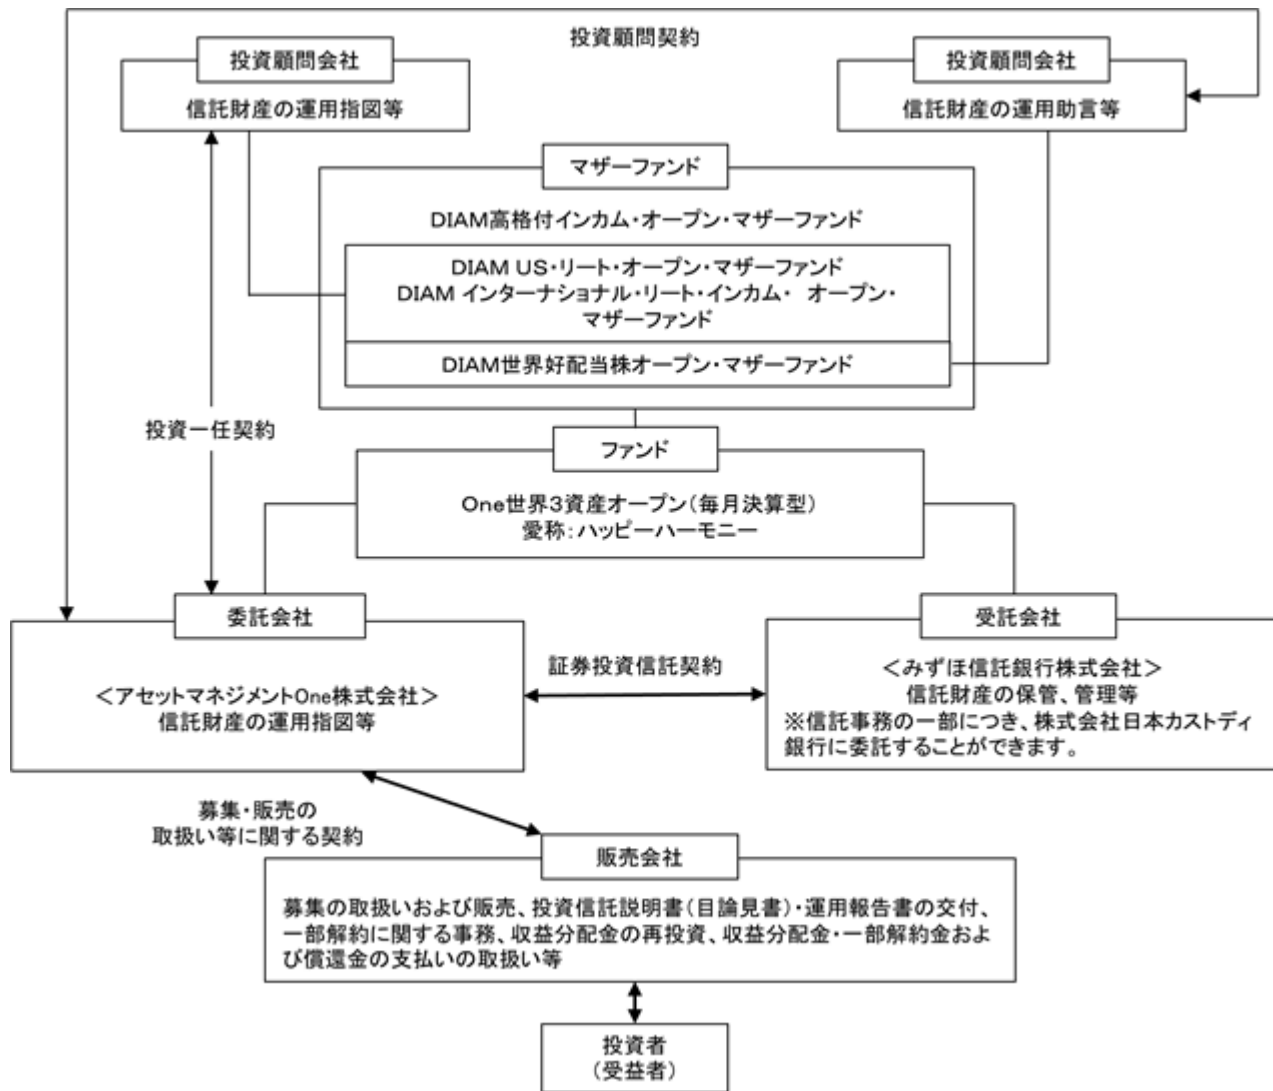 投資顧問契約
投資顧問会社
信託財産の運用指図等
投資顧問会社
信託財産の運用助言等
マザーファンド
DIAM高格付インカム・オープン・マザーファンド
DIAM US・リート・オープン・マザーファンド
DIAM インターナショナル・リート・インカム・ オープン・
マザーファンド
DIAM世界好配当株オープン・マザーファンド
投資一任契約
ファンド
One世界3資産オープン(毎月決算型)
愛称:ハッピーハーモニー
委託会社
<アセットマネジメントOne株式会社>
信託財産の運用指図等
証券投資信託契約
受託会社
<みずほ信託銀行株式会社>
信託財産の保管、管理等
※信託事務の一部につき、株式会社日本カストディ
銀行に委託することができます。
募集・販売の
取扱い等に関する契約
販売会社
募集の取扱いおよび販売、投資信託説明書(目論見書)・運用報告書の交付、
一部解約に関する事務、収益分配金の再投資、収益分配金・一部解約金およ
び償還金の支払いの取扱い等
投資者
(受益者)